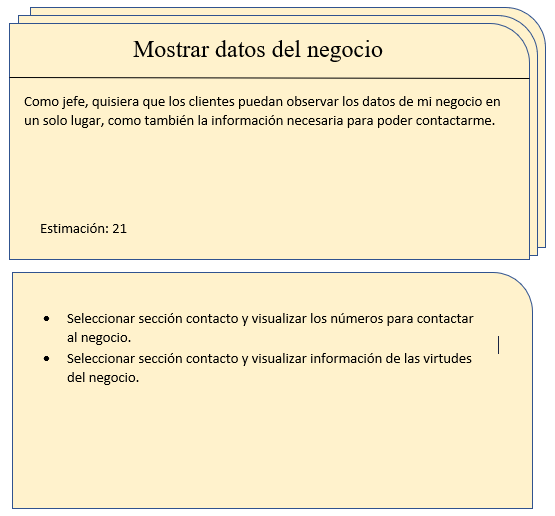 Mostrar datos del negocio
Como jefe, quisiera que los clientes puedan observar los datos de mi negocio en
un solo lugar, como también la información necesaria para poder contactarme.
Estimación: 21
• Seleccionar sección contacto y visualizar los números para contactar
al negocio.
• Seleccionar sección contacto y visualizar información de las virtudes
del negocio.